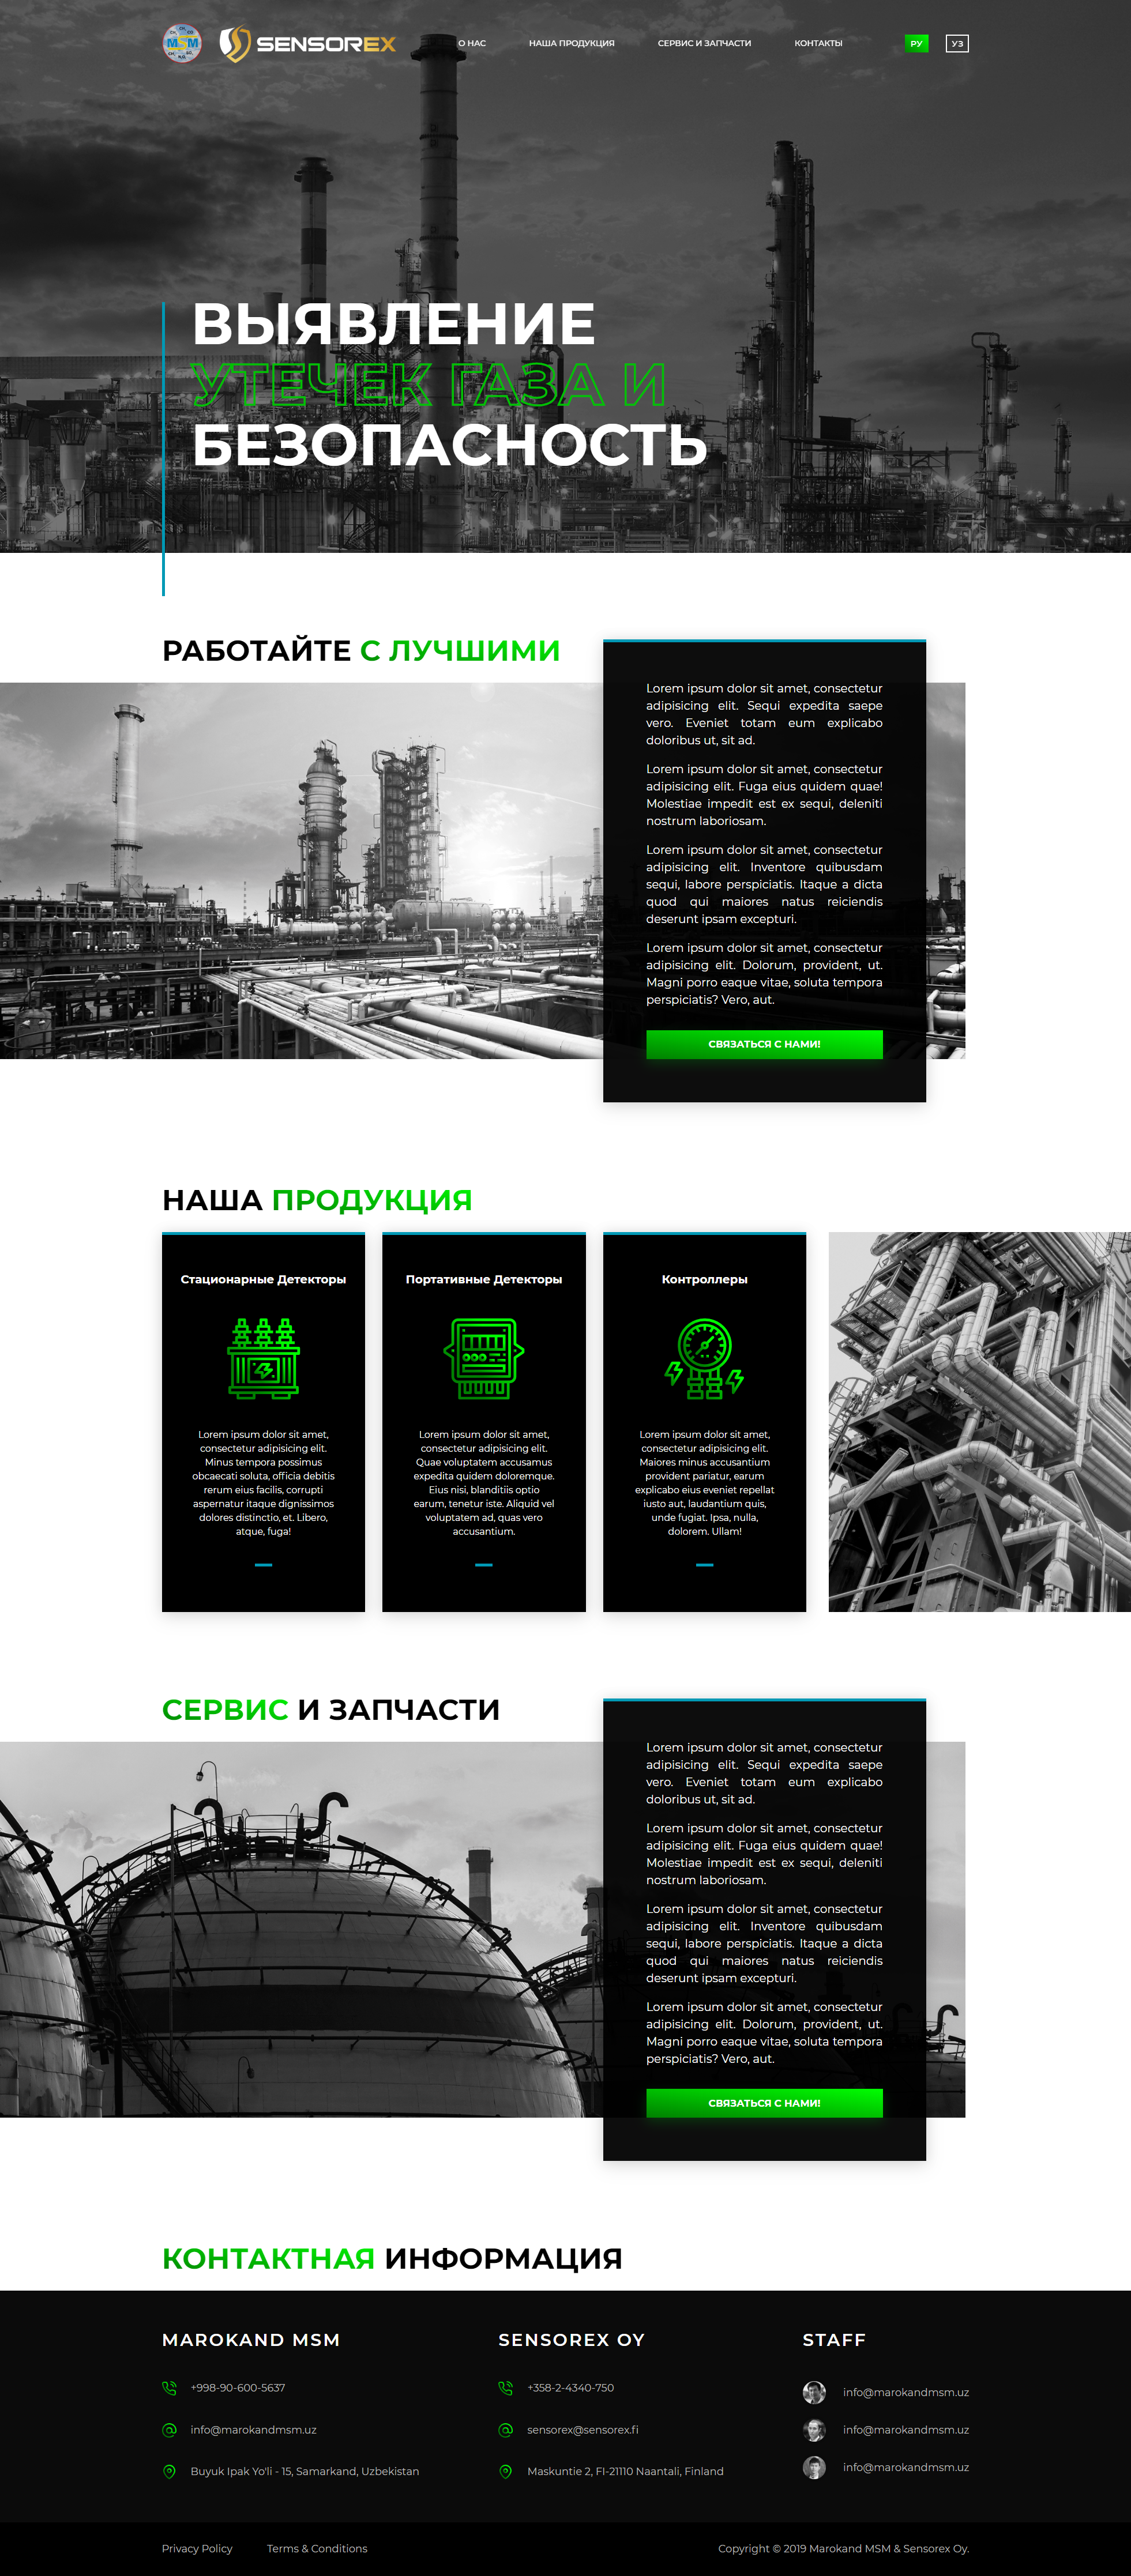 MSM
SENSOREX
О НАС
НАША ПРОДУКЦИЯ
СЕРВИС И ЗАПЧАСТИ
КОНТАКТЫ
РУ
УЗ
ВЫЯВЛЕНИЕ
УТЕЧЕК ГАЗА И
БЕЗОПАСНОСТЬ
РАБОТАЙТЕ С ЛУЧШИМИ
Lorem ipsum dolor sit amet, consectetur
adipisicing elit. Sequi expedita saepe
vero. Eveniet totam eum explicabo
doloribus ut, sit ad.
Lorem ipsum dolor sit amet, consectetur
adipisicing elit. Fuga eius quidem quae!
Molestiae impedit est ex sequi, deleniti
nostrum laboriosam.
Lorem ipsum dolor sit amet, consectetur
adipisicing elit. Inventore quibusdam
sequi, labore perspiciatis. Itaque a dicta
quod qui maiores natus reiciendis
deserunt ipsam excepturi.
Lorem ipsum dolor sit amet, consectetur
adipisicing elit. Dolorum, provident, ut.
Magni porro eaque vitae, soluta tempora
perspiciatis? Vero, aut.
СВЯЗАТЬСЯ С НАМИ!
НАША ПРОДУКЦИЯ
Стационарные Детекторы
Lorem ipsum dolor sit amet,
consectetur adipisicing elit.
Minus tempora possimus
obcaecati soluta, officia debitis
rerum eius facilis, corrupti
aspernatur itaque dignissimos
dolores distinctio, et. Libero,
atque, fuga!
Портативные Детекторы
Lorem ipsum dolor sit amet,
consectetur adipisicing elit.
Quae voluptatem accusamus
expedita quidem doloremque.
Eius nisi, blanditiis optio
earum, tenetur iste. Aliquid vel
voluptatem ad, quas vero
accusantium.
Контроллеры
Lorem ipsum dolor sit amet,
consectetur adipisicing elit.
Maiores minus accusantium
provident pariatur, earum
explicabo eius eveniet repellat
iusto aut, laudantium quis,
unde fugiat. Ipsa, nulla,
dolorem. Ullam!
СЕРВИС И ЗАПЧАСТИ
Lorem ipsum dolor sit amet, consectetur
adipisicing elit. Sequi expedita saepe
vero. Eveniet totam eum explicabo
doloribus ut, sit ad.
Lorem ipsum dolor sit amet, consectetur
adipisicing elit. Fuga eius quidem quae!
Molestiae impedit est ex sequi, deleniti
nostrum laboriosam.
Lorem ipsum dolor sit amet, consectetur
adipisicing elit. Inventore quibusdam
sequi, labore perspiciatis. Itaque a dicta
quod qui maiores natus reiciendis
deserunt ipsam excepturi.
Lorem ipsum dolor sit amet, consectetur
adipisicing elit. Dolorum, provident, ut.
Magni porro eaque vitae, soluta tempora
perspiciatis? Vero, aut.
СВЯЗАТЬСЯ С НАМИ!
КОНТАКТНАЯ ИНФОРМАЦИЯ
MAROKAND MSM
+998-90-600-5637
info@marokandmsm.uz
Buyuk Ipak Yo'li - 15, Samarkand, Uzbekistan
SENSOREX OY
+358-2-4340-750
sensorex@sensorex.fi
Maskuntie 2, FI-21110 Naantali, Finland
STAFF
info@marokandmsm.uz
info@marokandmsm.uz
info@marokandmsm.uz
Privacy Policy
Terms & Conditions
Copyright © 2019 Marokand MSM & Sensorex Oy.